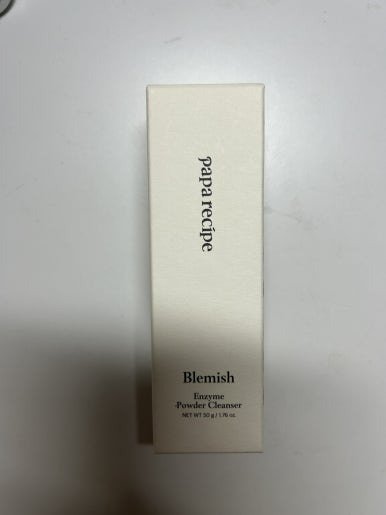 papa recipe
Blemish
Enzyme
Powder Cleanser
NET WT 50 g / 1.76 oz.